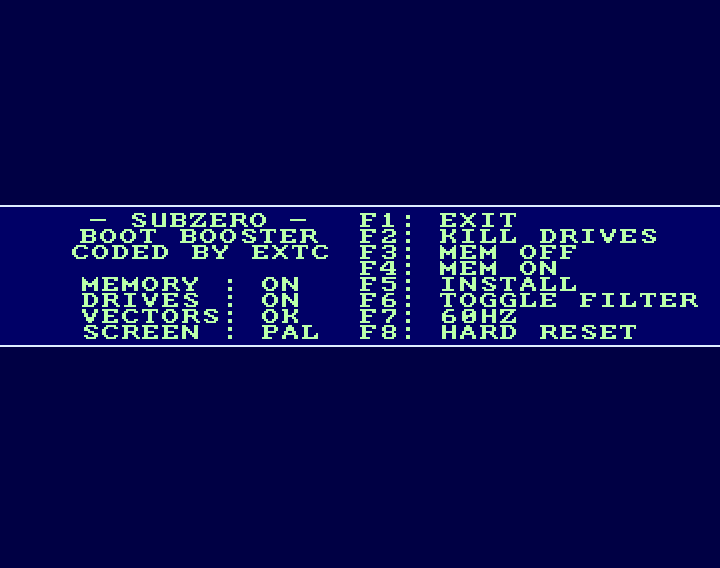 — SUBZERO — F1: EXIT
BOOT BOOSTER F2: KILL DRIVES
CODED BY EXTC F3: MEM OFF
F4: MEM ON
MEMORY : ON F5: INSTALL
DRIVES : ON F6: TOGGLE FILTER
VECTORS: OK F7: 60HZ
SCREEN : PAL F8: HARD RESET